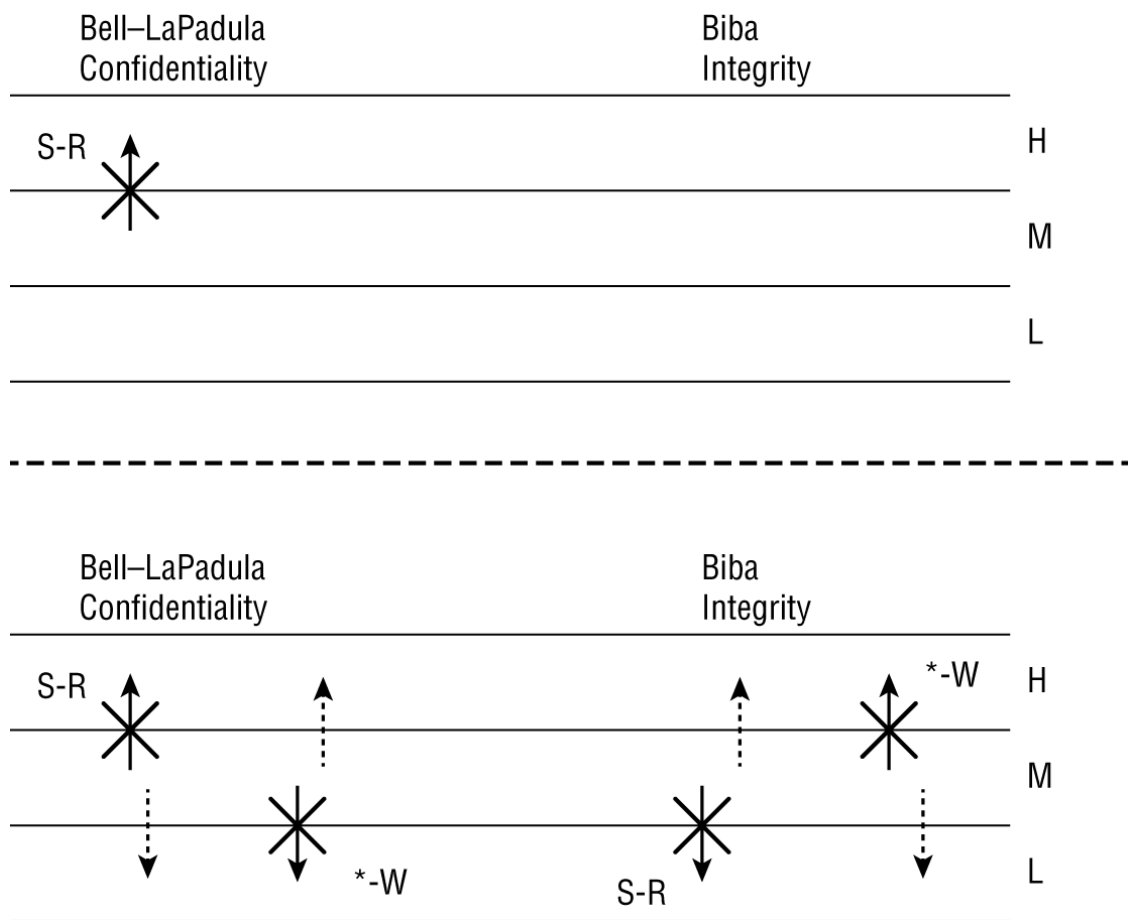 Bell–LaPadula
Confidentiality
Biba
Integrity
S-R
H
M
L
Bell–LaPadula
Confidentiality
Biba
Integrity
S-R
*-W
H
M
*-W
S-R
L